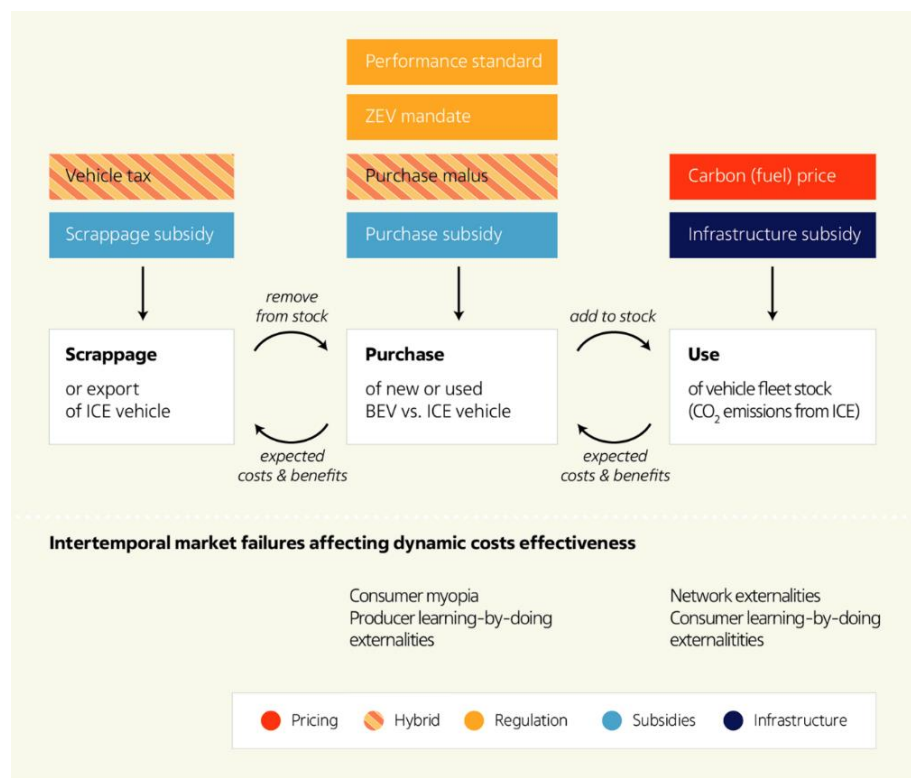 Performance standard
ZEV mandate
Vehicle tax
Purchase malus
Carbon (fuel) price
Scrappage subsidy
Purchase subsidy
Infrastructure subsidy
remove
from stock
add to stock
Scrappage
or export
of ICE vehicle
Purchase
of new or used
BEV vs. ICE vehicle
Use
of vehicle fleet stock
(CO₂ emissions from ICE)
expected
costs & benefits
expected
costs & benefits
Intertemporal market failures affecting dynamic costs effectiveness
Consumer myopia
Producer learning-by-doing
externalities
Network externalities
Consumer learning-by-doing
externalitities
Pricing
Hybrid
Regulation
Subsidies
Infrastructure